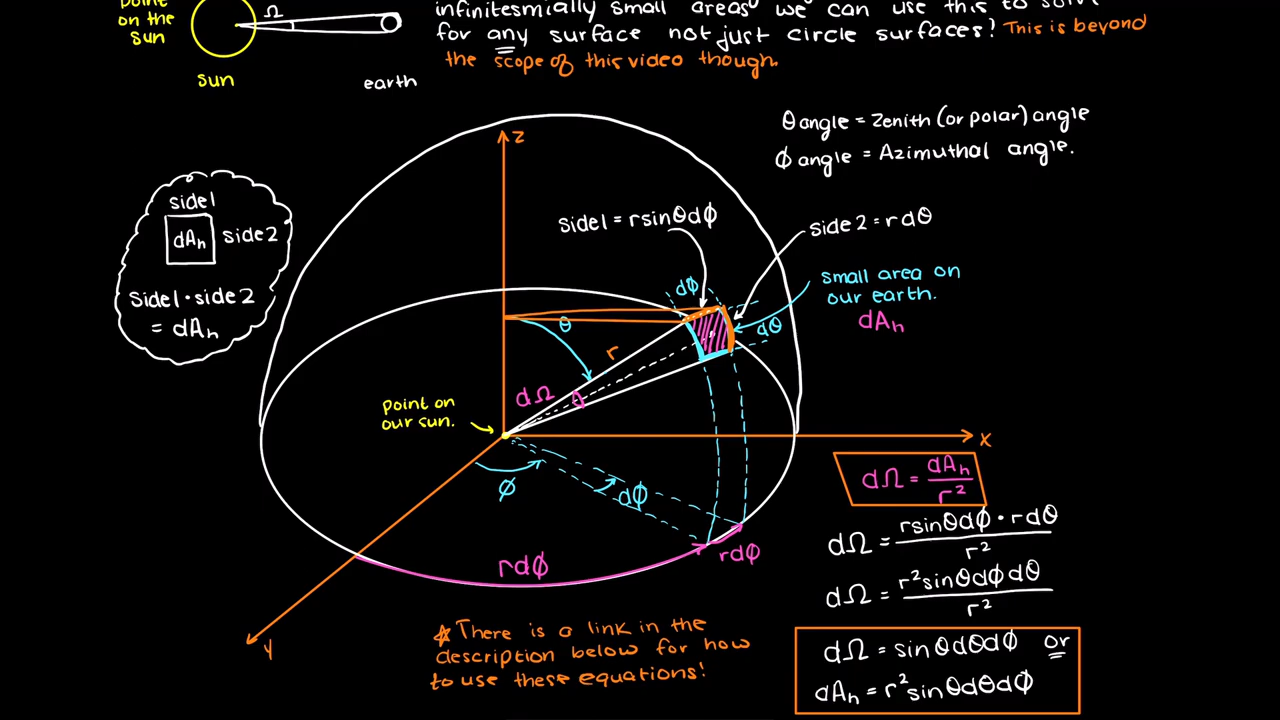 point
on the
sun
Ω
sun
earth
infinitesmially small areas we can use this to solve
for any surface not just circle surfaces! This is beyond
the scope of this video though.
θ angle = Zenith (or polar) angle
ϕ angle = Azimuthal angle.
side1
dAn
side2
side1·side2
= dAn
z
side1 = rsinθdϕ
side2 = rdθ
dϕ
small area on
our earth.
dAn
θ
dθ
r
dΩ
point on
our sun.
x
ϕ
dϕ
rdϕ
rdϕ
y
dΩ = dAn
r²
dΩ = rsinθdϕ · rdθ
r²
dΩ = r²sinθdϕdθ
r²
dΩ = sinθdθdϕ or
dAn = r²sinθdθdϕ
* There is a link in the
description below for how
to use these equations!